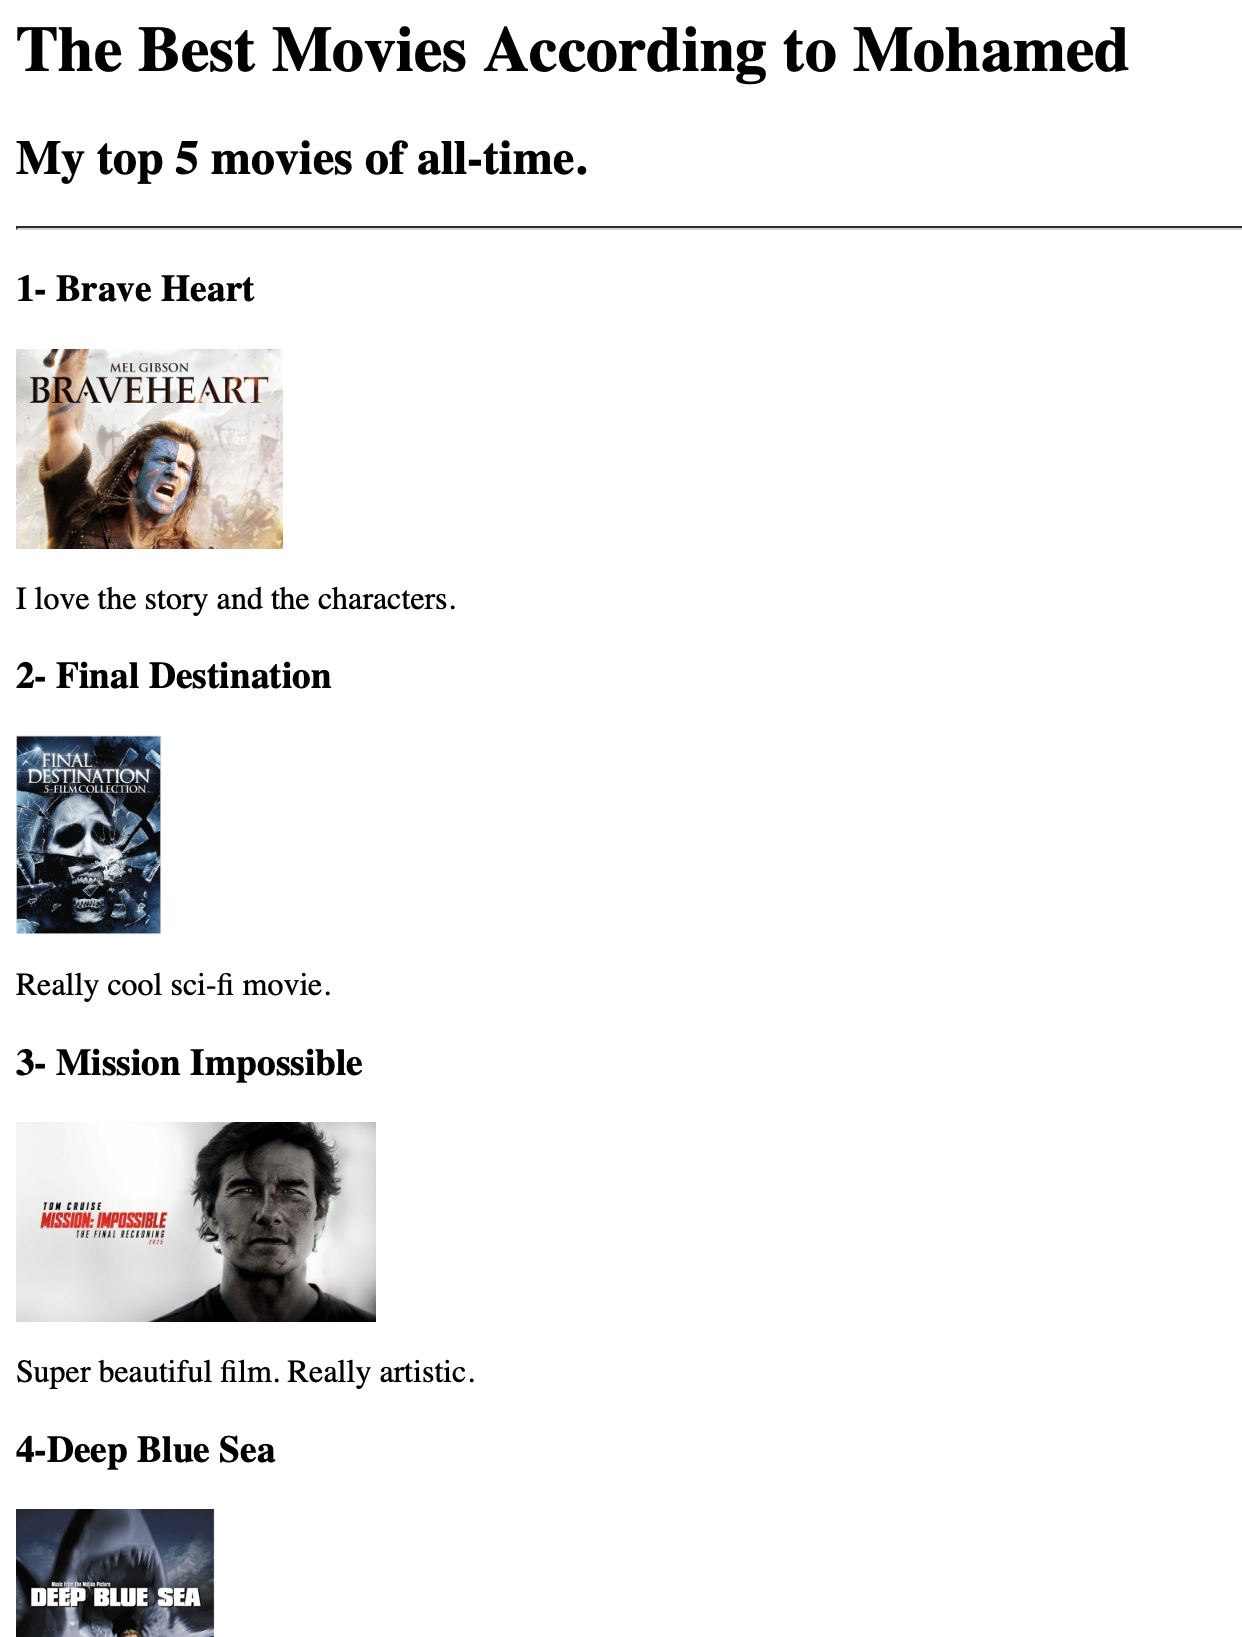 The Best Movies According to Mohamed
My top 5 movies of all-time.
1- Brave Heart
MEL GIBSON
BRAVEHEART
I love the story and the characters.
2- Final Destination
FINAL
DESTINATION
5-FILM COLLECTION
Really cool sci-fi movie.
3- Mission Impossible
TOM CRUISE
MISSION: IMPOSSIBLE
THE FINAL RECKONING
2025
Super beautiful film. Really artistic.
4-Deep Blue Sea
Music From The Motion Picture
DEEP BLUE SEA